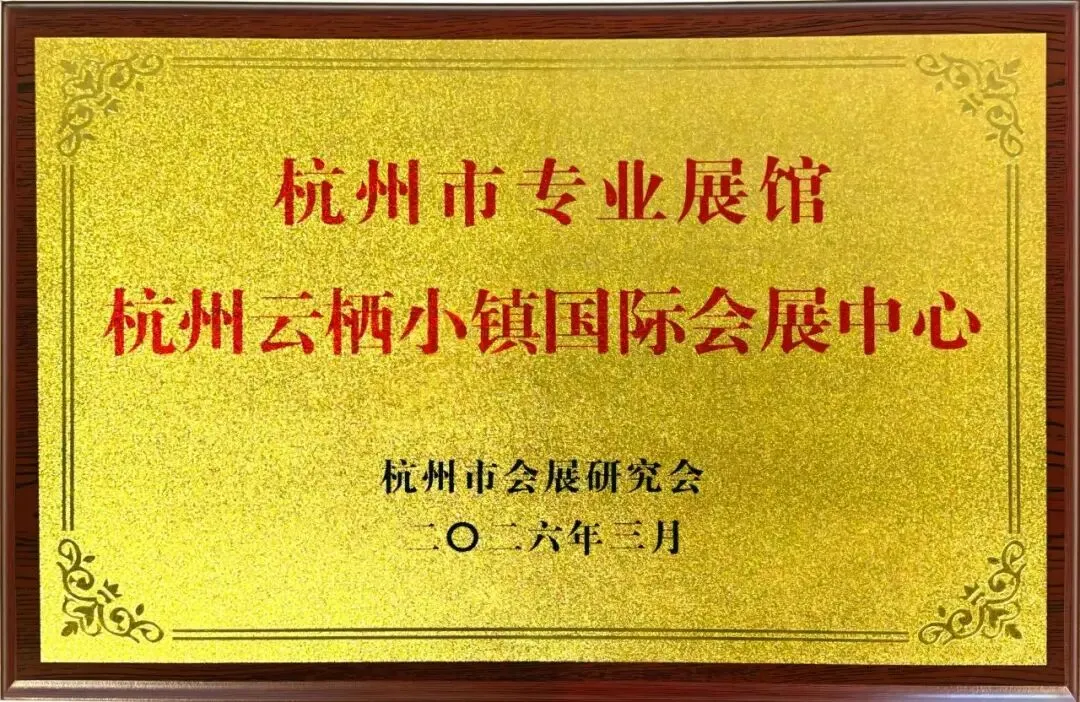 杭州市专业展馆
杭州云栖小镇国际会展中心
杭州市会展研究会
二〇二六年三月